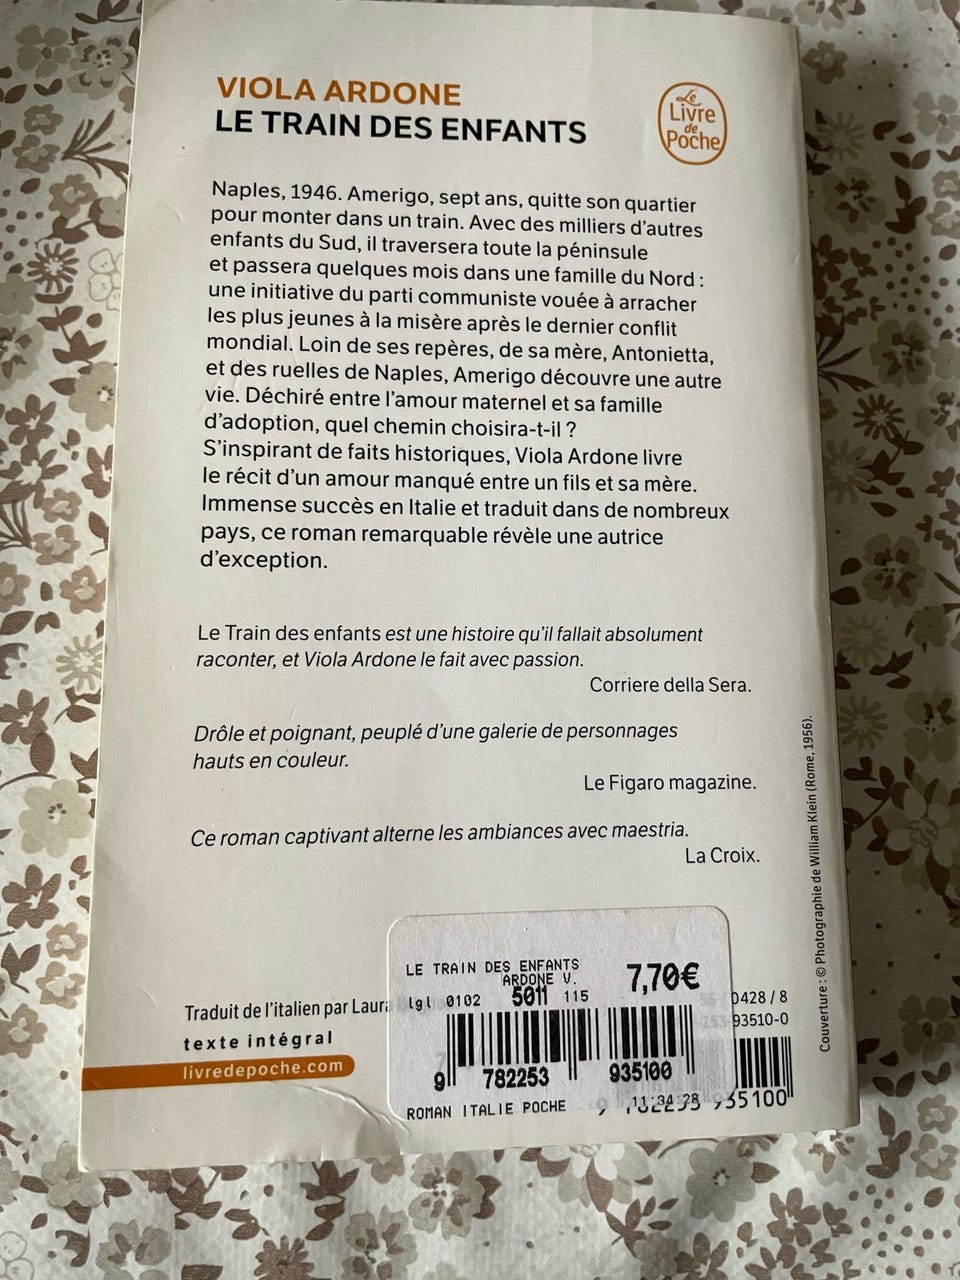 VIOLA ARDONE
LE TRAIN DES ENFANTS
Le
Livre
de
Poche
Naples, 1946. Amerigo, sept ans, quitte son quartier
pour monter dans un train. Avec des milliers d'autres
enfants du Sud, il traversera toute la péninsule
et passera quelques mois dans une famille du Nord :
une initiative du parti communiste vouée à arracher
les plus jeunes à la misère après le dernier conflit
mondial. Loin de ses repères, de sa mère, Antonietta,
et des ruelles de Naples, Amerigo découvre une autre
vie. Déchiré entre l'amour maternel et sa famille
d'adoption, quel chemin choisira-t-il ?
S'inspirant de faits historiques, Viola Ardone livre
le récit d'un amour manqué entre un fils et sa mère.
Immense succès en Italie et traduit dans de nombreux
pays, ce roman remarquable révèle une autrice
d'exception.
Le Train des enfants est une histoire qu'il fallait absolument
raconter, et Viola Ardone le fait avec passion.
Corriere della Sera.
Drôle et poignant, peuplé d'une galerie de personnages
hauts en couleur.
Le Figaro magazine.
Ce roman captivant alterne les ambiances avec maestria.
La Croix.
Traduit de l'italien par Laura
texte intégral
livredepoche.com
LE TRAIN DES ENFANTS
ARDONE V.
7,70€
lgl 0102 5011 115
9 782253 935100
ROMAN ITALIE POCHE
11:34 28
0428 / 8
93510-0
935100
Couverture : © Photographie de William Klein (Rome, 1956).